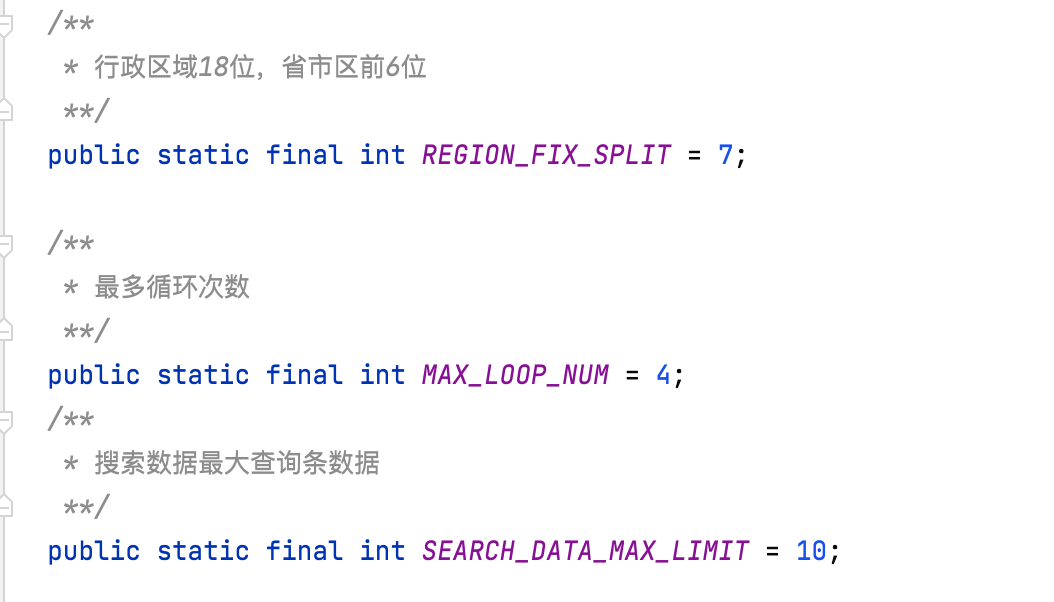 /**
* 行政区域18位，省市区前6位
**/
public static final int REGION_FIX_SPLIT = 7;
/**
* 最多循环次数
**/
public static final int MAX_LOOP_NUM = 4;
/**
* 搜索数据最大查询条数据
**/
public static final int SEARCH_DATA_MAX_LIMIT = 10;